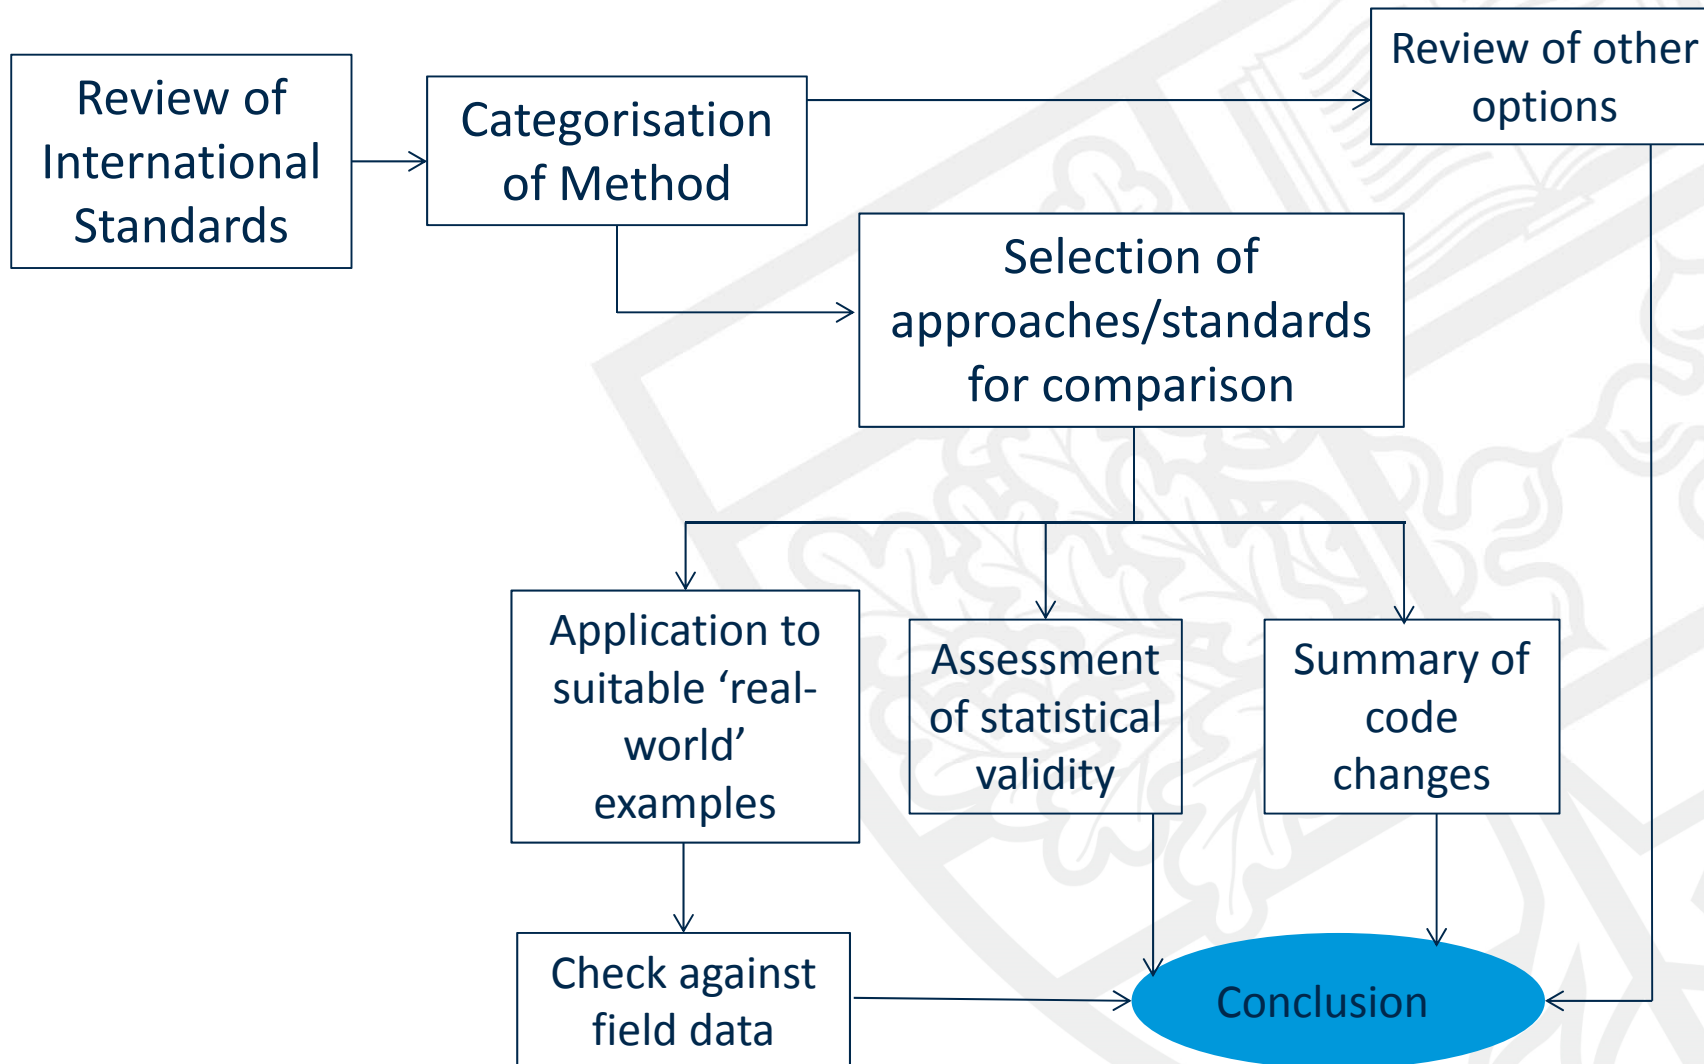 Review of
International
Standards
Categorisation
of Method
Review of other
options
Selection of
approaches/standards
for comparison
Application to
suitable ‘real-
world’
examples
Assessment
of statistical
validity
Summary of
code
changes
Check against
field data
Conclusion